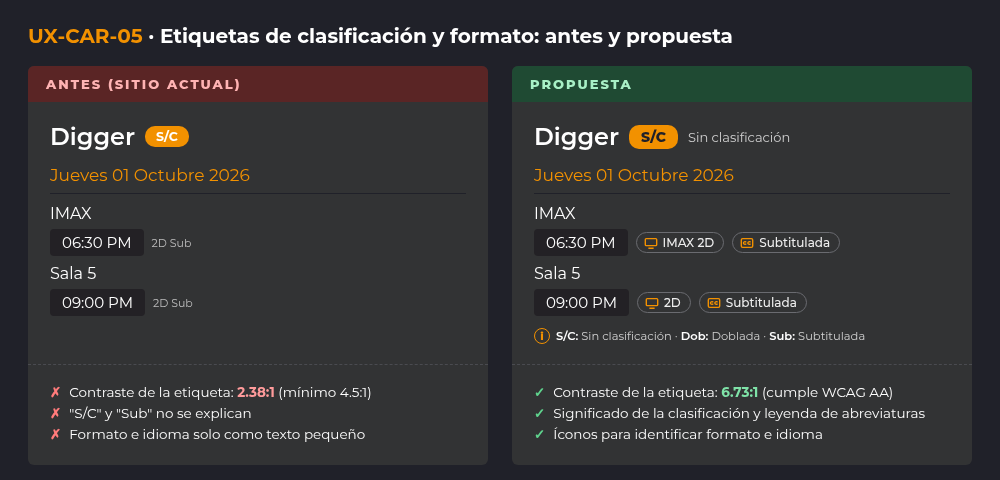 UX-CAR-05 · Etiquetas de clasificación y formato: antes y propuesta
ANTES (SITIO ACTUAL)
Digger S/C
Jueves 01 Octubre 2026
IMAX
06:30 PM 2D Sub
Sala 5
09:00 PM 2D Sub
✗ Contraste de la etiqueta: 2.38:1 (mínimo 4.5:1)
✗ "S/C" y "Sub" no se explican
✗ Formato e idioma solo como texto pequeño
PROPUESTA
Digger S/C Sin clasificación
Jueves 01 Octubre 2026
IMAX
06:30 PM IMAX 2D Subtitulada
Sala 5
09:00 PM 2D Subtitulada
S/C: Sin clasificación · Dob: Doblada · Sub: Subtitulada
✓ Contraste de la etiqueta: 6.73:1 (cumple WCAG AA)
✓ Significado de la clasificación y leyenda de abreviaturas
✓ Íconos para identificar formato e idioma